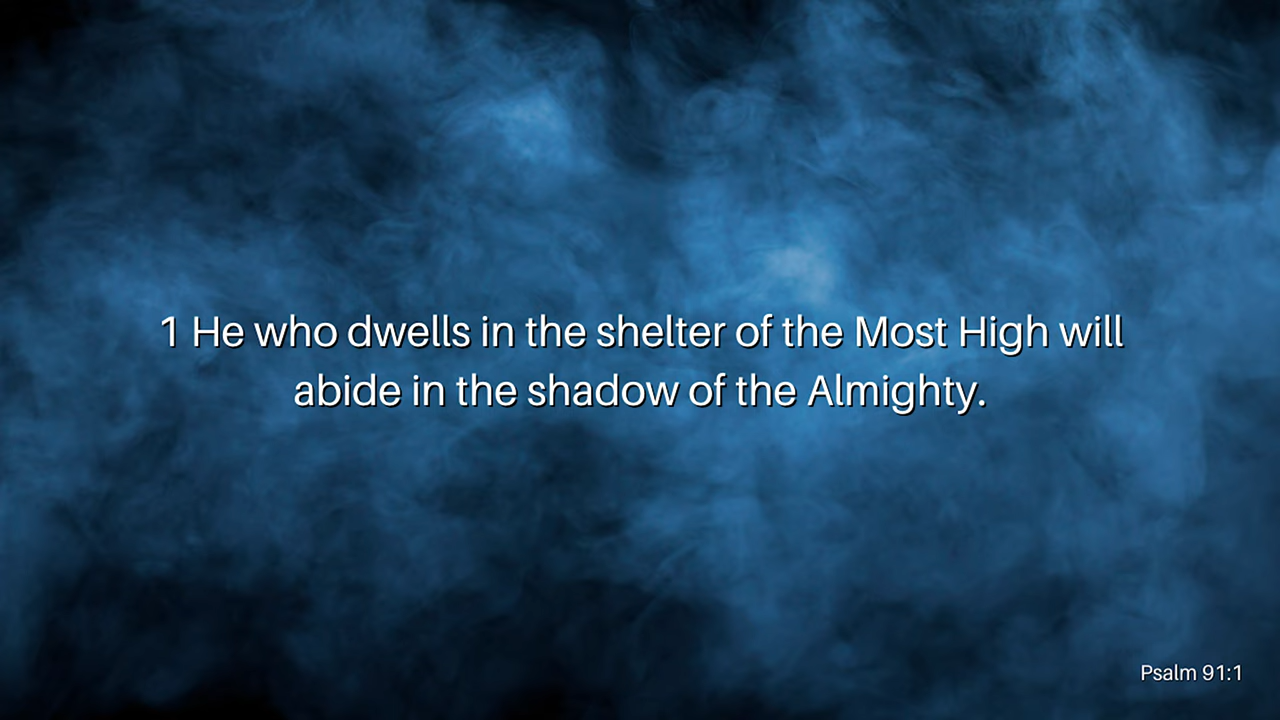 1 He who dwells in the shelter of the Most High will
abide in the shadow of the Almighty.
Psalm 91:1